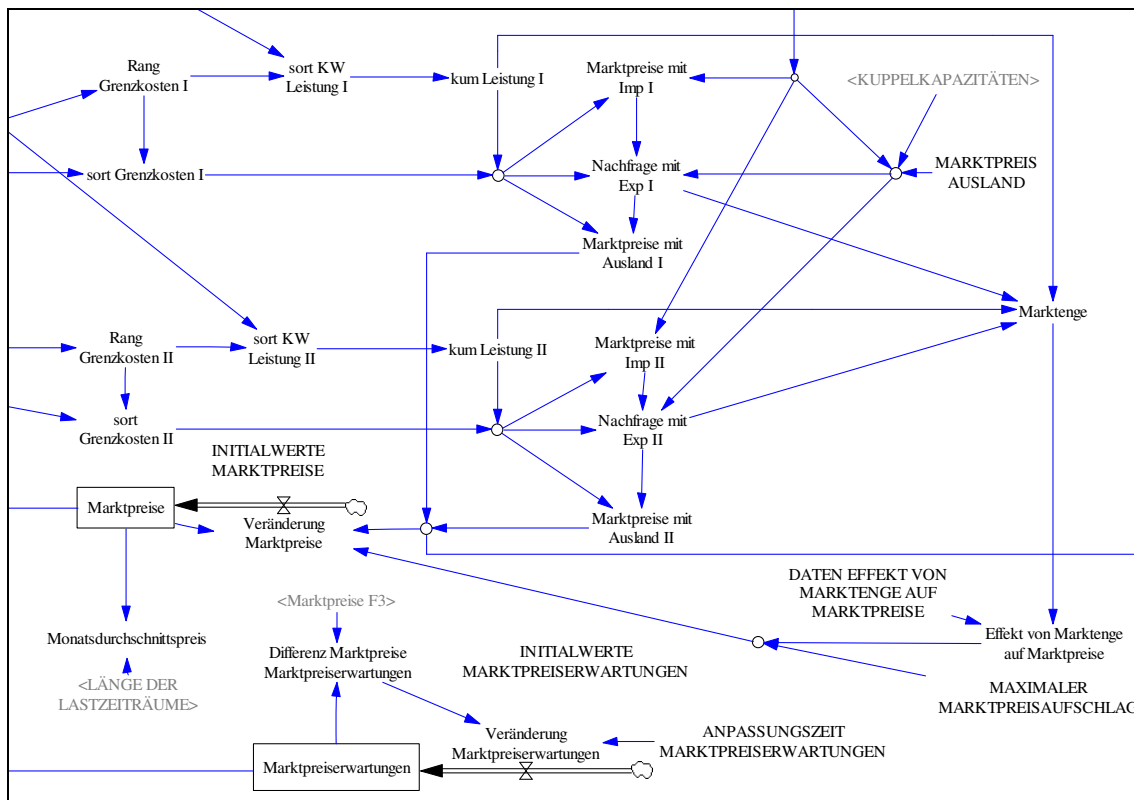 Rang
Grenzkosten I
sort KW
Leistung I
kum Leistung I
Marktpreise mit
Imp I
<KUPPELKAPAZITÄTEN>
sort Grenzkosten I
Nachfrage mit
Exp I
MARKTPREIS
AUSLAND
Marktpreise mit
Ausland I
Marktenge
Rang
Grenzkosten II
sort KW
Leistung II
kum Leistung II
Marktpreise mit
Imp II
sort
Grenzkosten II
Nachfrage mit
Exp II
INITIALWERTE
MARKTPREISE
Marktpreise
Veränderung
Marktpreise
Marktpreise mit
Ausland II
DATEN EFFEKT VON
MARKTENGE AUF
MARKTPREISE
<Marktpreise F3>
Monatsdurchschnittspreis
Differenz Marktpreise
Marktpreiserwartungen
INITIALWERTE
MARKTPREISERWARTUNGEN
Effekt von Marktenge
auf Marktpreise
<LÄNGE DER
LASTZEITRÄUME>
MAXIMALER
MARKTPREISAUFSCHLAG
Veränderung
Marktpreiserwartungen
ANPASSUNGSZEIT
MARKTPREISERWARTUNGEN
Marktpreiserwartungen